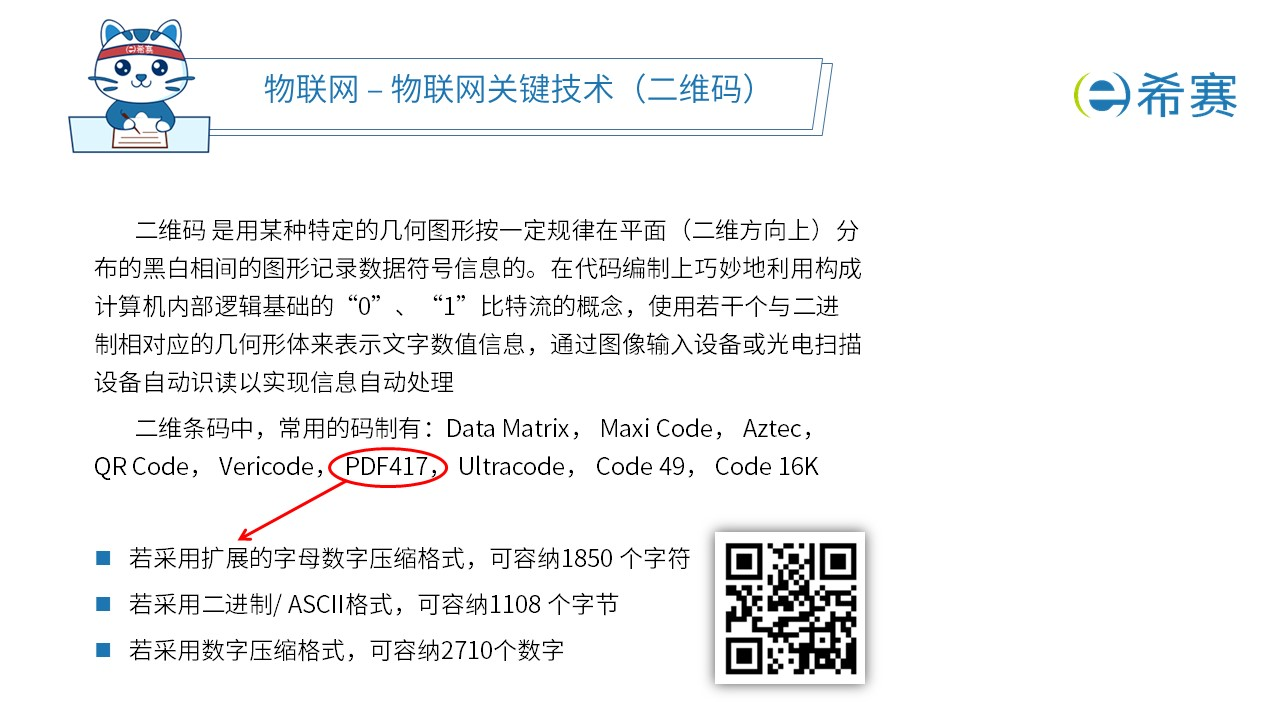 希赛
物联网 – 物联网关键技术（二维码）
希赛
二维码 是用某种特定的几何图形按一定规律在平面（二维方向上）分
布的黑白相间的图形记录数据符号信息的。在代码编制上巧妙地利用构成
计算机内部逻辑基础的“0”、“1”比特流的概念，使用若干个与二进
制相对应的几何形体来表示文字数值信息，通过图像输入设备或光电扫描
设备自动识读以实现信息自动处理
二维条码中，常用的码制有：Data Matrix， Maxi Code， Aztec，
QR Code， Vericode， PDF417， Ultracode， Code 49， Code 16K
若采用扩展的字母数字压缩格式，可容纳1850 个字符
若采用二进制/ ASCII格式，可容纳1108 个字节
若采用数字压缩格式，可容纳2710个数字